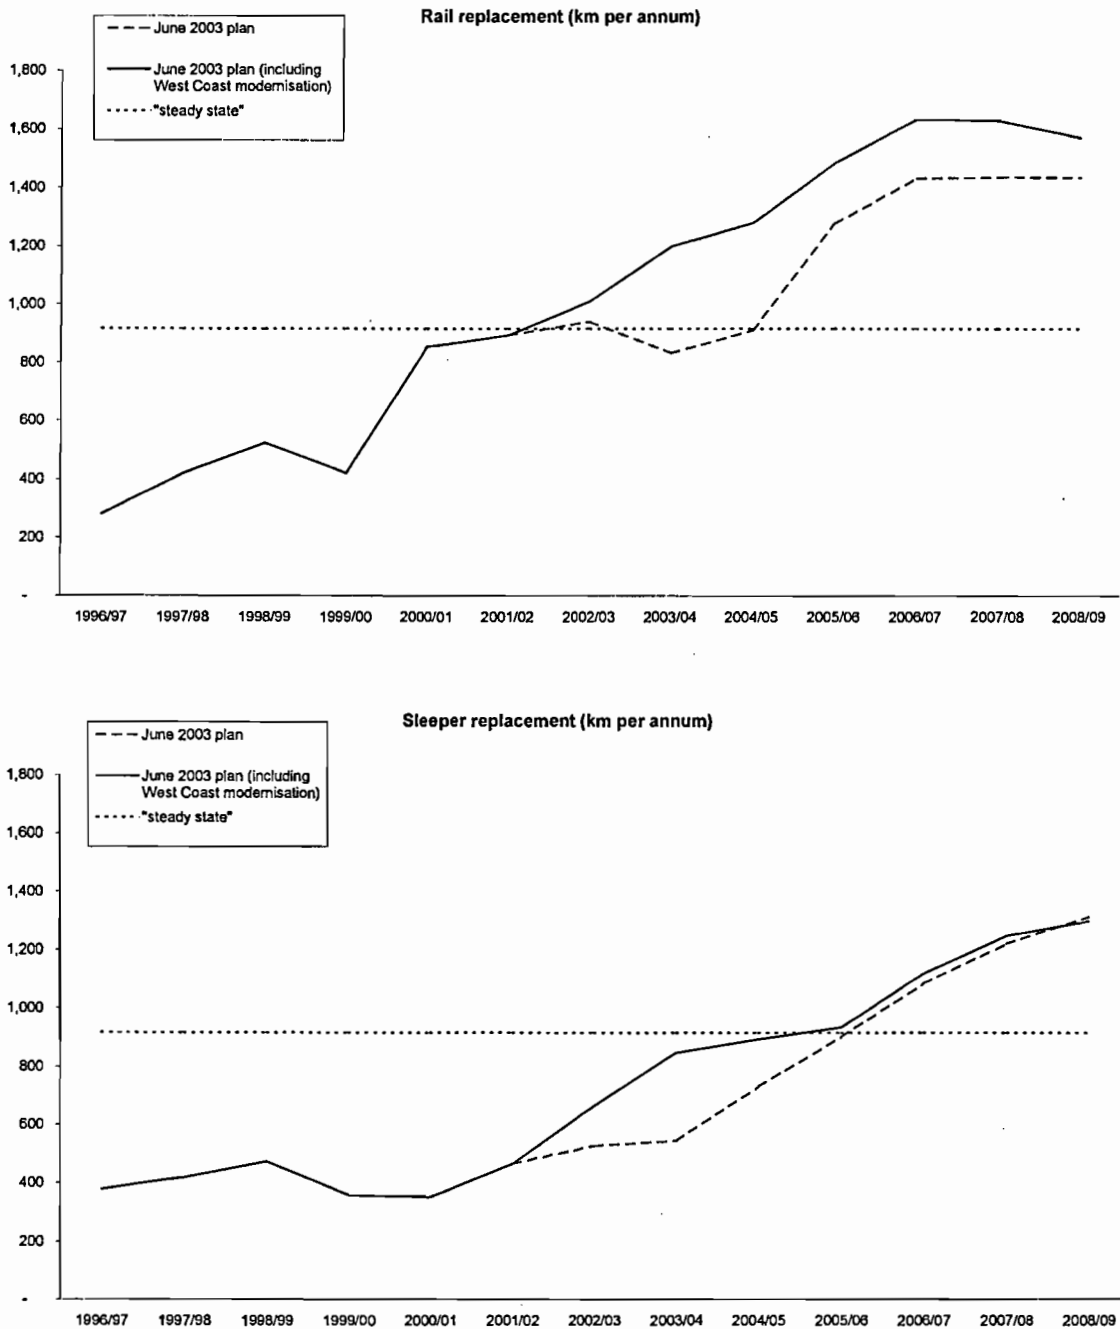 Rail replacement (km per annum)
June 2003 plan
June 2003 plan (including
West Coast modernisation)
"steady state"
1,800
1,600
1,400
1,200
1,000
800
600
400
200
-
1996/97 1997/98 1998/99 1999/00 2000/01 2001/02 2002/03 2003/04 2004/05 2005/06 2006/07 2007/08 2008/09
Sleeper replacement (km per annum)
June 2003 plan
June 2003 plan (including
West Coast modernisation)
"steady state"
1,800
1,600
1,400
1,200
1,000
800
600
400
200
-
1996/97 1997/98 1998/99 1999/00 2000/01 2001/02 2002/03 2003/04 2004/05 2005/06 2006/07 2007/08 2008/09